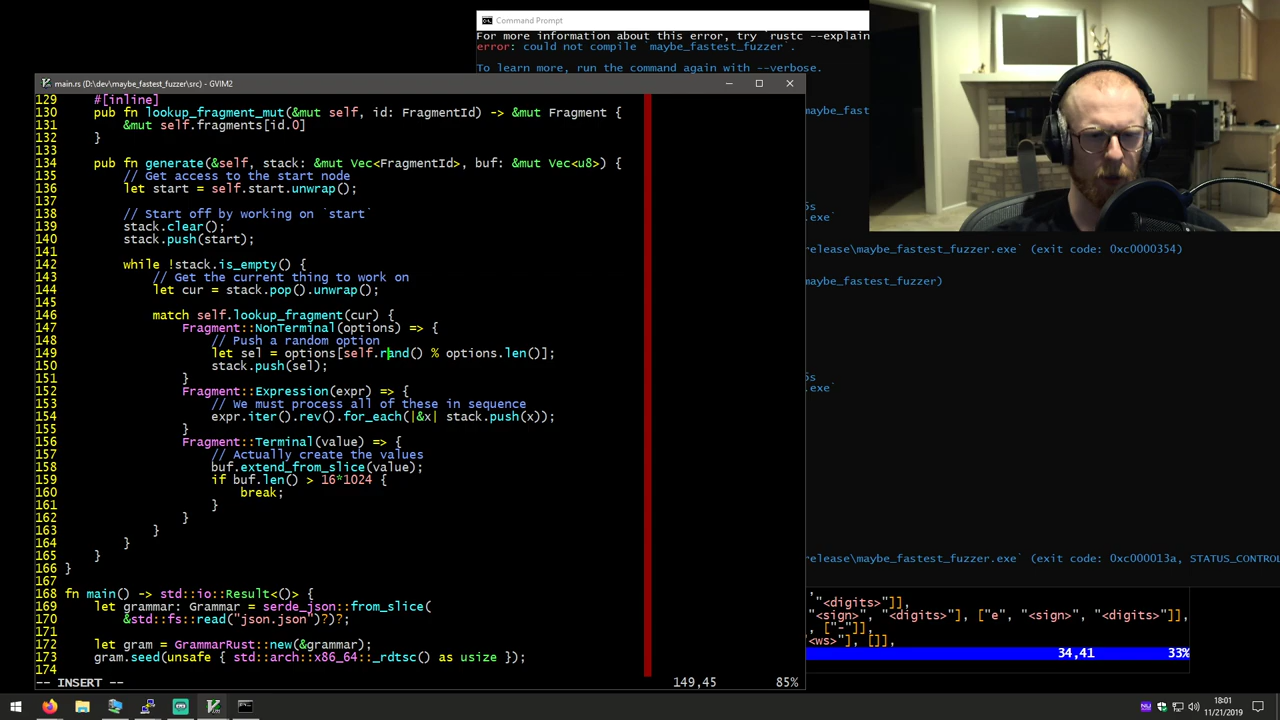 Command Prompt
For more information about this error, try `rustc --explain
error: could not compile `maybe_fastest_fuzzer`.
To learn more, run the command again with --verbose.
main.rs (D:\dev\maybe_fastest_fuzzer\src) - GVIM2
129 #[inline]
130 pub fn lookup_fragment_mut(&mut self, id: FragmentId) -> &mut Fragment {
131 &mut self.fragments[id.0]
132 }
133
134 pub fn generate(&self, stack: &mut Vec<FragmentId>, buf: &mut Vec<u8>) {
135 // Get access to the start node
136 let start = self.start.unwrap();
137
138 // Start off by working on `start`
139 stack.clear();
140 stack.push(start);
141
142 while !stack.is_empty() {
143 // Get the current thing to work on
144 let cur = stack.pop().unwrap();
145
146 match self.lookup_fragment(cur) {
147 Fragment::NonTerminal(options) => {
148 // Push a random option
149 let sel = options[self.rand() % options.len()];
150 stack.push(sel);
151 }
152 Fragment::Expression(expr) => {
153 // We must process all of these in sequence
154 expr.iter().rev().for_each(|&x| stack.push(x));
155 }
156 Fragment::Terminal(value) => {
157 // Actually create the values
158 buf.extend_from_slice(value);
159 if buf.len() > 16*1024 {
160 break;
161 }
162 }
163 }
164 }
165 }
166 }
167
168 fn main() -> std::io::Result<()> {
169 let grammar: Grammar = serde_json::from_slice(
170 &std::fs::read("json.json")?)?;
171
172 let gram = GrammarRust::new(&grammar);
173 gram.seed(unsafe { std::arch::x86_64::_rdtsc() as usize });
174
-- INSERT -- 149,45 85%
maybe_fast
5s
.exe`
release\maybe_fastest_fuzzer.exe` (exit code: 0xc0000354)
maybe_fastest_fuzzer)
5s
.exe`
release\maybe_fastest_fuzzer.exe` (exit code: 0xc000013a, STATUS_CONTROL
"<digits>"]],
"<sign>", "<digits>"], ["e", "<sign>", "<digits>"]],
, ["-"]],
<ws>"], []],
34,41 33%
18:01
11/21/2019